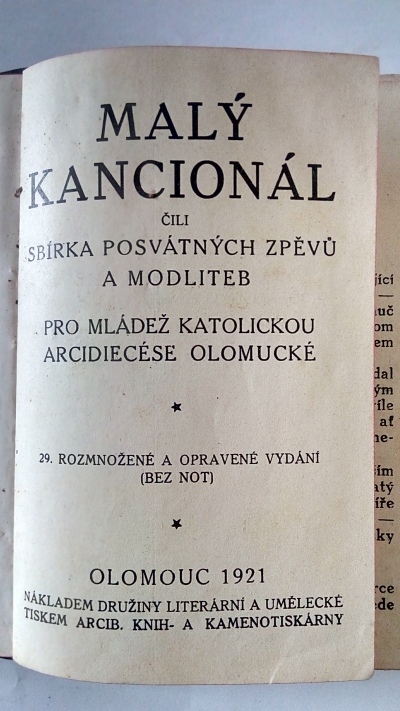 MALÝ
KANCIONÁL
ČILI
SBÍRKA POSVÁTNÝCH ZPĚVŮ
A MODLITEB
PRO MLÁDEŽ KATOLICKOU
ARCIDIECÉSE OLOMUCKÉ
29. ROZMNOŽENÉ A OPRAVENÉ VYDÁNÍ
(BEZ NOT)
OLOMOUC 1921
NÁKLADEM DRUŽINY LITERÁRNÍ A UMĚLECKÉ
TISKEM ARCIB. KNIH- A KAMENOTISKÁRNY